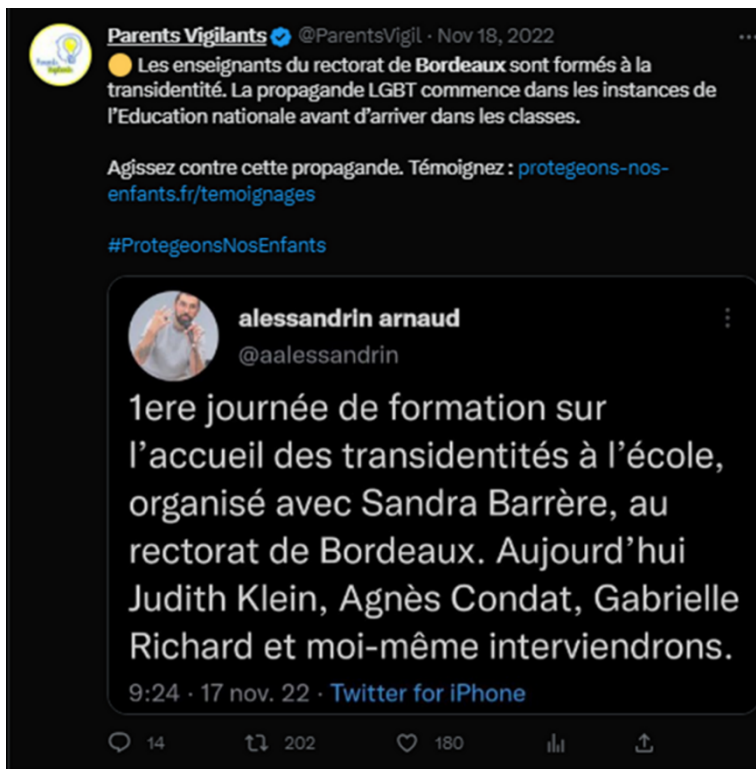 Parents Vigilants @ParentsVigil · Nov 18, 2022
Les enseignants du rectorat de Bordeaux sont formés à la
transidentité. La propagande LGBT commence dans les instances de
l'Education nationale avant d'arriver dans les classes.
Agissez contre cette propagande. Témoignez : protegeons-nos-
enfants.fr/temoignages
#ProtegeonsNosEnfants
alessandrin arnaud
@aalessandrin
1ere journée de formation sur
l'accueil des transidentités à l'école,
organisé avec Sandra Barrère, au
rectorat de Bordeaux. Aujourd'hui
Judith Klein, Agnès Condat, Gabrielle
Richard et moi-même interviendrons.
9:24 · 17 nov. 22 · Twitter for iPhone
14 202 180